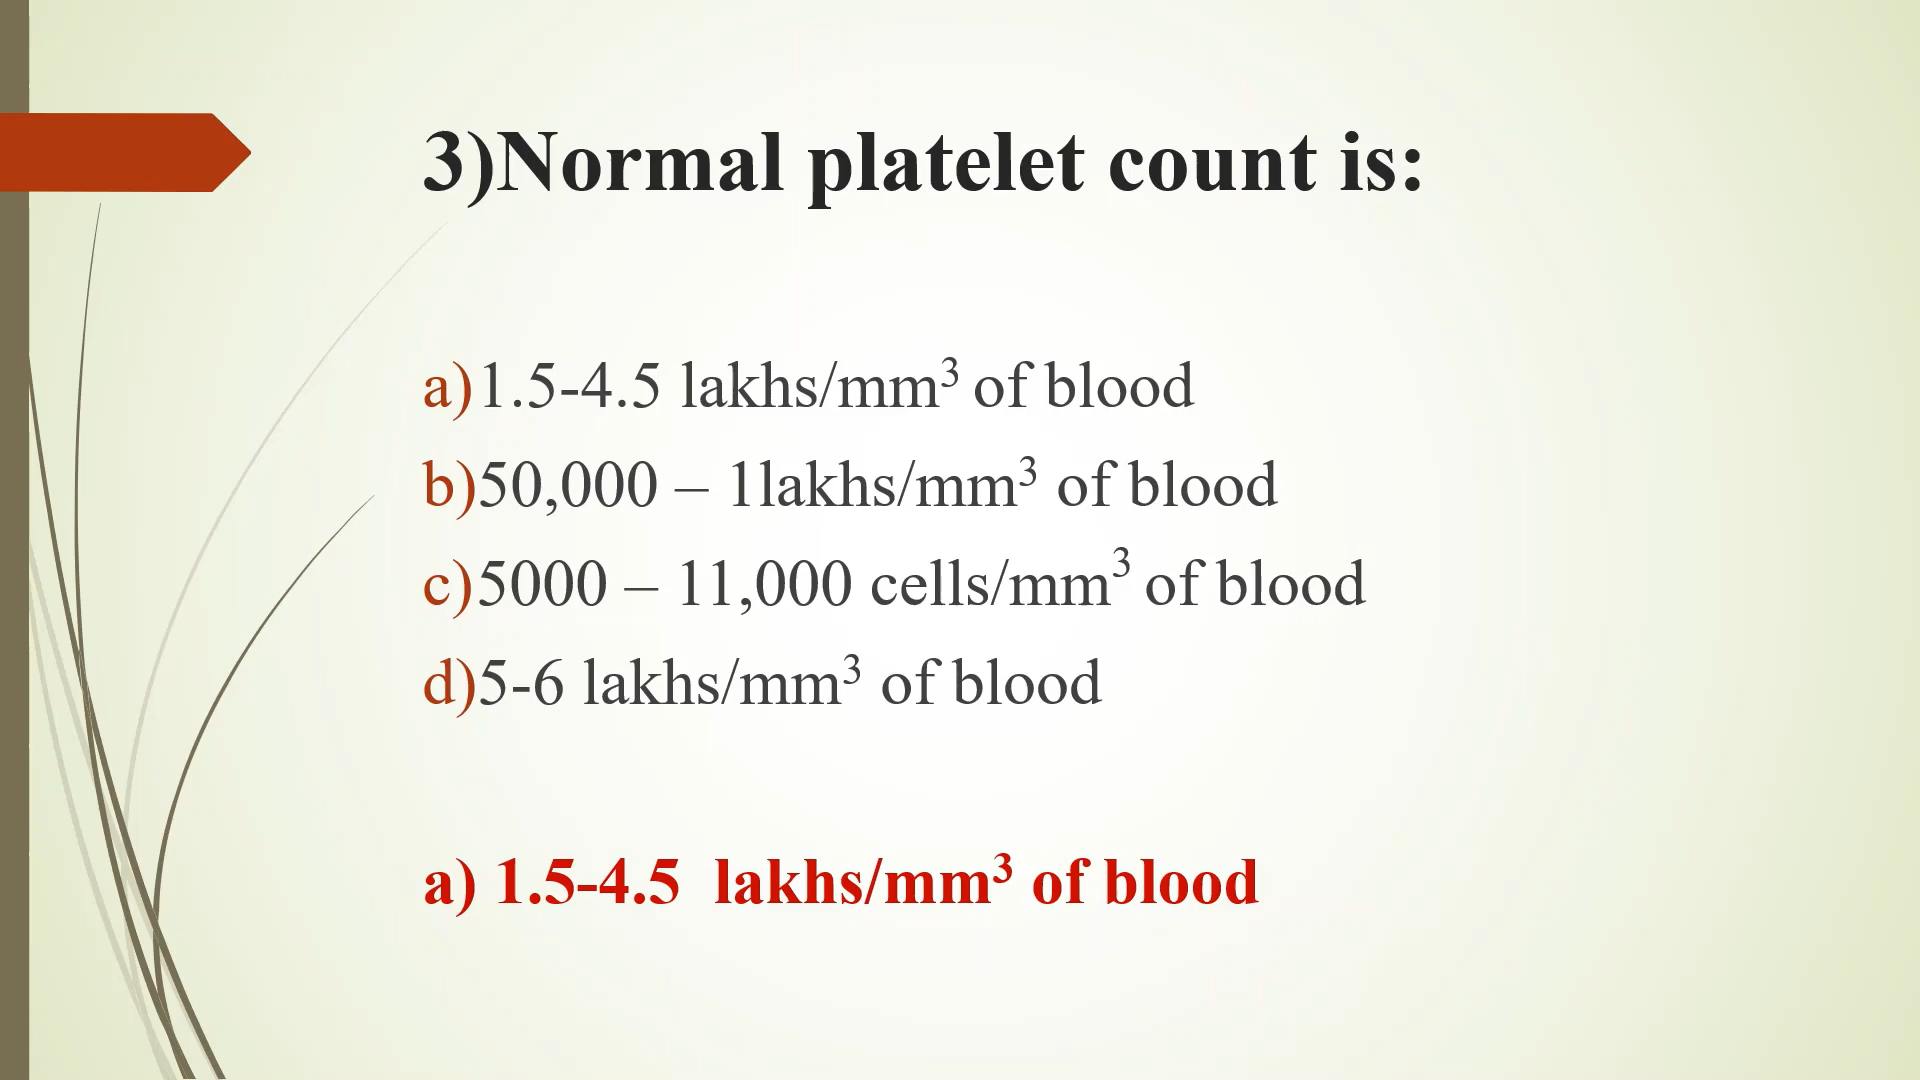 3)Normal platelet count is:
a)1.5-4.5 lakhs/mm³ of blood
b)50,000 – 1lakhs/mm³ of blood
c)5000 – 11,000 cells/mm³ of blood
d)5-6 lakhs/mm³ of blood
a) 1.5-4.5 lakhs/mm³ of blood